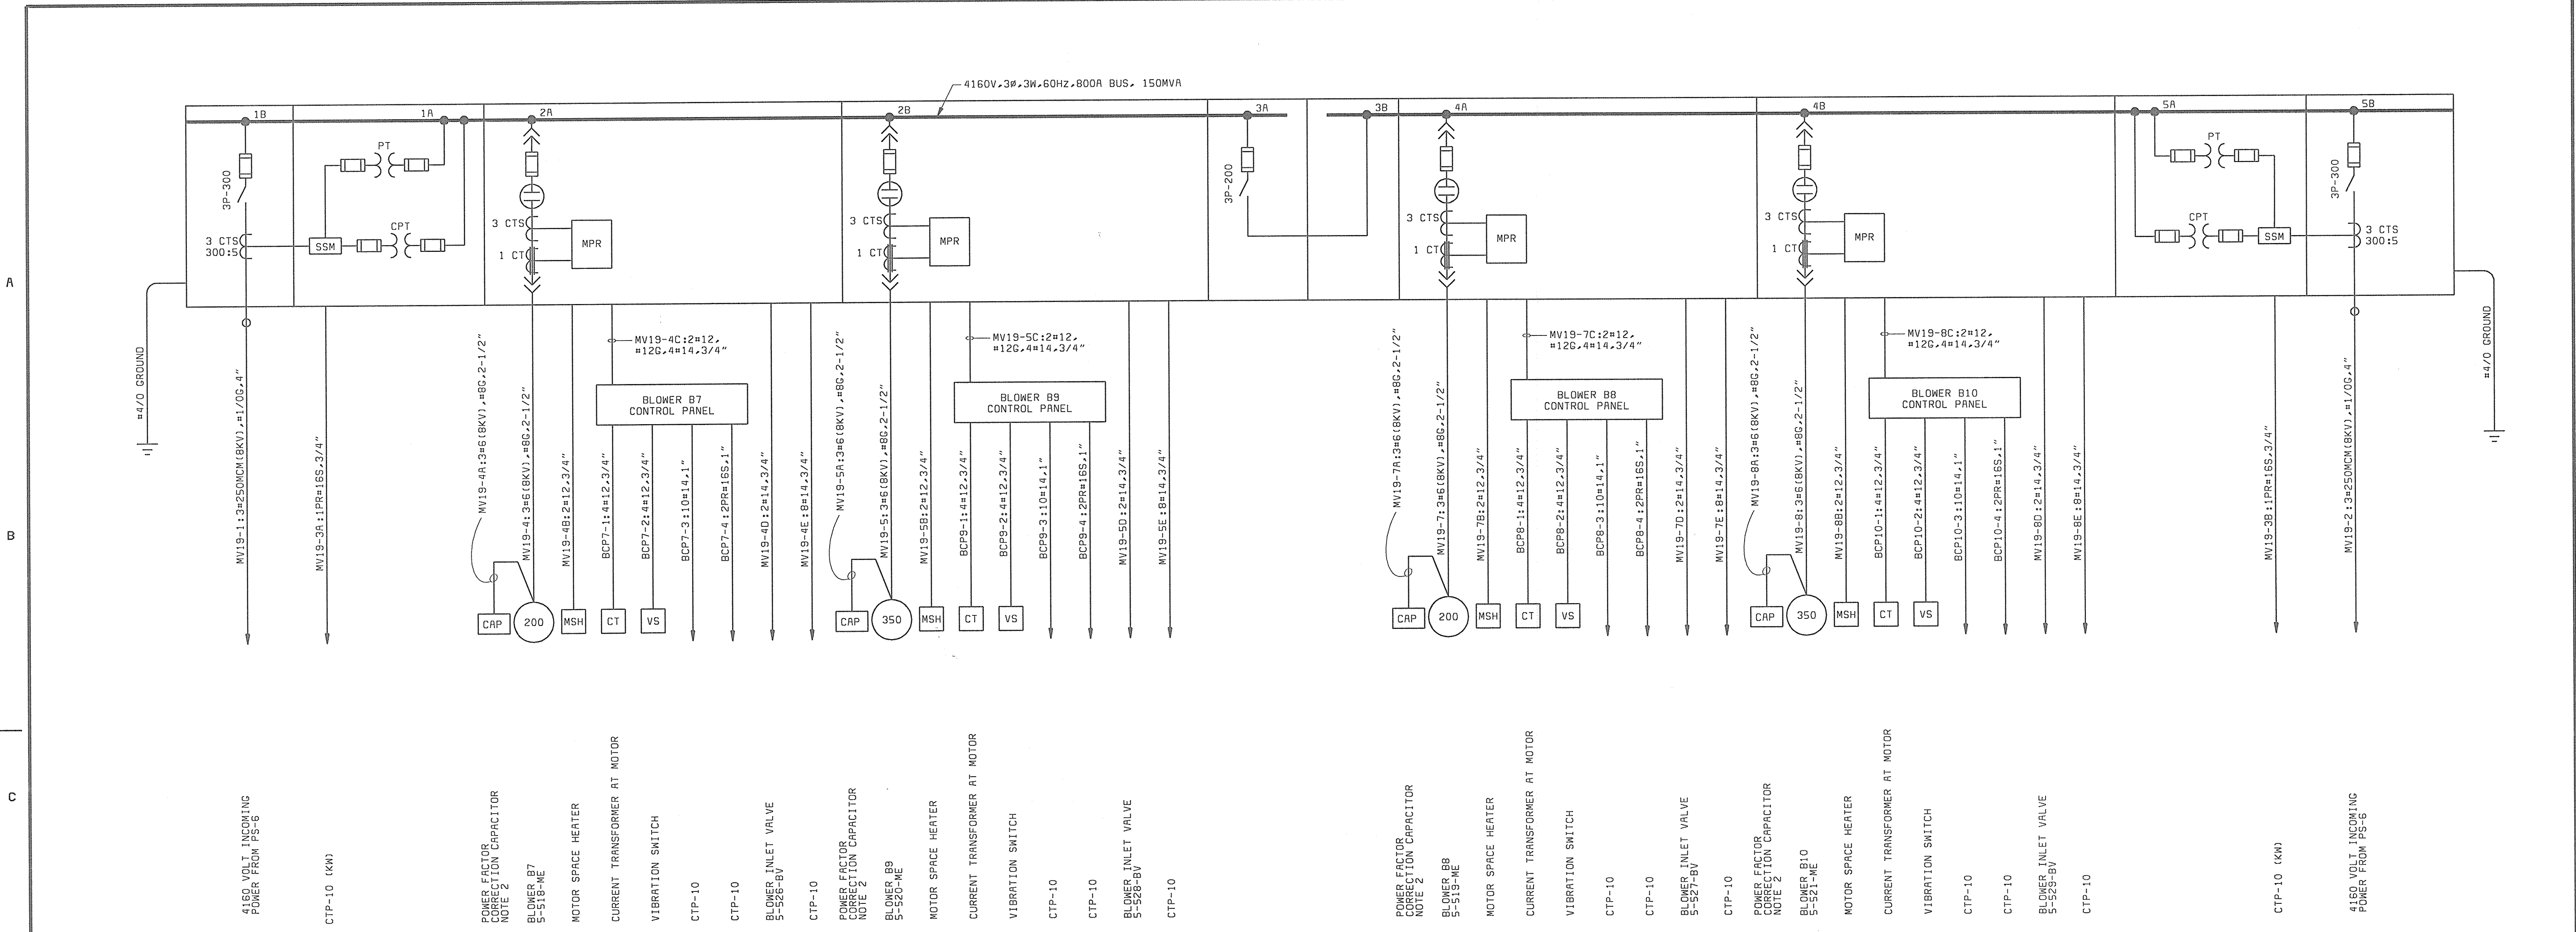 4160V,3Ø,3W,60Hz,800A BUS, 150MVA
1B
1A
2A
2B
3A
3B
4A
4B
5A
5B
3P-300
PT
CPT
3 CTS
300:5
SSM
3 CTS
1 CT
MPR
3 CTS
1 CT
MPR
3P-200
3 CTS
1 CT
MPR
3 CTS
1 CT
MPR
PT
CPT
SSM
3P-300
3 CTS
300:5
#4/0 GROUND
MV19-1:3#250MCM(8KV),#1/0G,4"
MV19-3A:1PR#16S,3/4"
MV19-4A:3#6(8KV),#8G,2-1/2"
MV19-4:3#6(8KV),#8G,2-1/2"
MV19-4B:2#12,3/4"
MV19-4C:2#12,
#12G,4#14,3/4"
BLOWER B7
CONTROL PANEL
BCP7-1:4#12,3/4"
BCP7-2:4#12,3/4"
BCP7-3:10#14,1"
BCP7-4:2PR#16S,1"
MV19-4D:2#14,3/4"
MV19-4E:8#14,3/4"
MV19-5A:3#6(8KV),#8G,2-1/2"
MV19-5:3#6(8KV),#8G,2-1/2"
MV19-5B:2#12,3/4"
MV19-5C:2#12,
#12G,4#14,3/4"
BLOWER B9
CONTROL PANEL
BCP9-1:4#12,3/4"
BCP9-2:4#12,3/4"
BCP9-3:10#14,1"
BCP9-4:2PR#16S,1"
MV19-5D:2#14,3/4"
MV19-5E:8#14,3/4"
MV19-7A:3#6(8KV),#8G,2-1/2"
MV19-7:3#6(8KV),#8G,2-1/2"
MV19-7B:2#12,3/4"
MV19-7C:2#12,
#12G,4#14,3/4"
BLOWER B8
CONTROL PANEL
BCP8-1:4#12,3/4"
BCP8-2:4#12,3/4"
BCP8-3:10#14,1"
BCP8-4:2PR#16S,1"
MV19-7D:2#14,3/4"
MV19-7E:8#14,3/4"
MV19-8A:3#6(8KV),#8G,2-1/2"
MV19-8:3#6(8KV),#8G,2-1/2"
MV19-8B:2#12,3/4"
MV19-8C:2#12,
#12G,4#14,3/4"
BLOWER B10
CONTROL PANEL
BCP10-1:4#12,3/4"
BCP10-2:4#12,3/4"
BCP10-3:10#14,1"
BCP10-4:2PR#16S,1"
MV19-8D:2#14,3/4"
MV19-8E:8#14,3/4"
MV19-3B:1PR#16S,3/4"
MV19-2:3#250MCM(8KV),#1/0G,4"
#4/0 GROUND
CAP
200
MSH
CT
VS
CAP
350
MSH
CT
VS
CAP
200
MSH
CT
VS
CAP
350
MSH
CT
VS
4160 VOLT INCOMING
POWER FROM PS-6
CTP-10 (KW)
POWER FACTOR
CORRECTION CAPACITOR
NOTE 2
BLOWER B7
5-518-ME
MOTOR SPACE HEATER
CURRENT TRANSFORMER AT MOTOR
VIBRATION SWITCH
CTP-10
CTP-10
BLOWER INLET VALVE
5-526-BV
CTP-10
POWER FACTOR
CORRECTION CAPACITOR
NOTE 2
BLOWER B9
5-520-ME
MOTOR SPACE HEATER
CURRENT TRANSFORMER AT MOTOR
VIBRATION SWITCH
CTP-10
CTP-10
BLOWER INLET VALVE
5-528-BV
CTP-10
POWER FACTOR
CORRECTION CAPACITOR
NOTE 2
BLOWER B8
5-519-ME
MOTOR SPACE HEATER
CURRENT TRANSFORMER AT MOTOR
VIBRATION SWITCH
CTP-10
CTP-10
BLOWER INLET VALVE
5-527-BV
CTP-10
POWER FACTOR
CORRECTION CAPACITOR
NOTE 2
BLOWER B10
5-521-ME
MOTOR SPACE HEATER
CURRENT TRANSFORMER AT MOTOR
VIBRATION SWITCH
CTP-10
CTP-10
BLOWER INLET VALVE
5-529-BV
CTP-10
CTP-10 (KW)
4160 VOLT INCOMING
POWER FROM PS-6
A
B
C